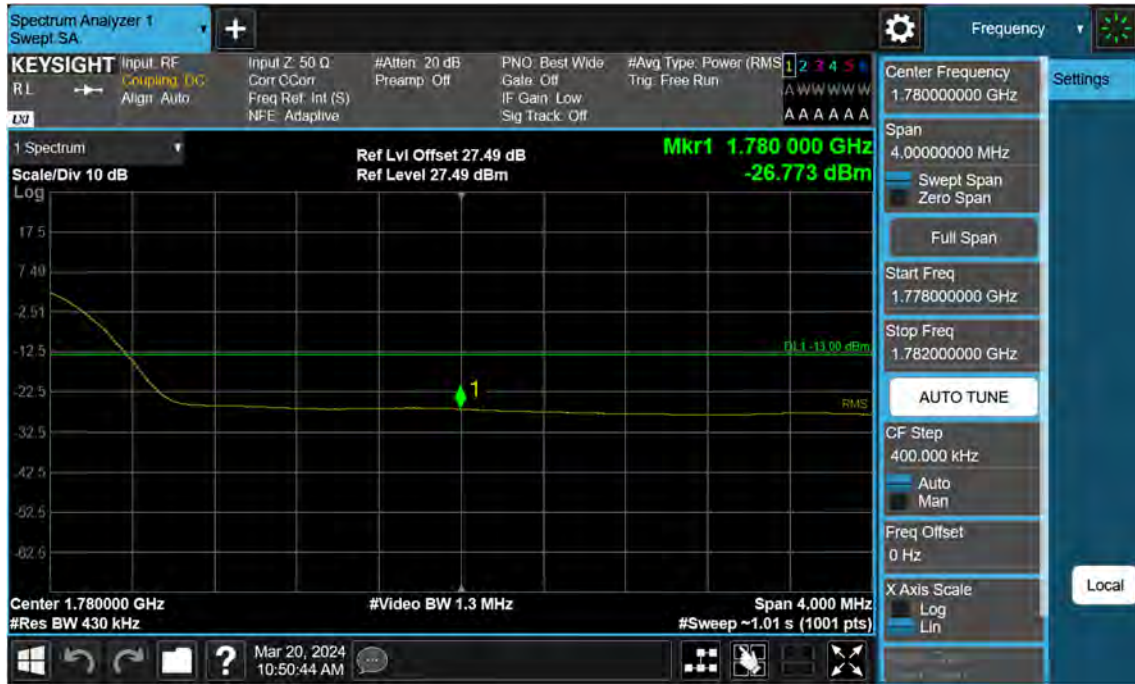 Spectrum Analyzer 1
Swept SA
+
Frequency
KEYSIGHT
RL
LXI
Input: RF
Coupling: DC
Align: Auto
Input Z: 50 Ω
Corr CCorr
Freq Ref: Int (S)
NFE: Adaptive
#Atten: 20 dB
Preamp: Off
PNO: Best Wide
Gate: Off
IF Gain: Low
Sig Track: Off
#Avg Type: Power (RMS
Trig: Free Run
1 2 3 4 5 6
A W W W W W
A A A A A A
1 Spectrum
Scale/Div 10 dB
Ref Lvl Offset 27.49 dB
Ref Level 27.49 dBm
Mkr1 1.780 000 GHz
-26.773 dBm
Log
17.5
7.49
-2.51
-12.5
-22.5
-32.5
-42.5
-52.5
-62.5
DL1 -13.00 dBm
1
RMS
Center 1.780000 GHz
#Res BW 430 kHz
#Video BW 1.3 MHz
Span 4.000 MHz
#Sweep ~1.01 s (1001 pts)
Center Frequency
1.780000000 GHz
Settings
Span
4.00000000 MHz
Swept Span
Zero Span
Full Span
Start Freq
1.778000000 GHz
Stop Freq
1.782000000 GHz
AUTO TUNE
CF Step
400.000 kHz
Auto
Man
Freq Offset
0 Hz
X Axis Scale
Log
Lin
Local
?
Mar 20, 2024
10:50:44 AM